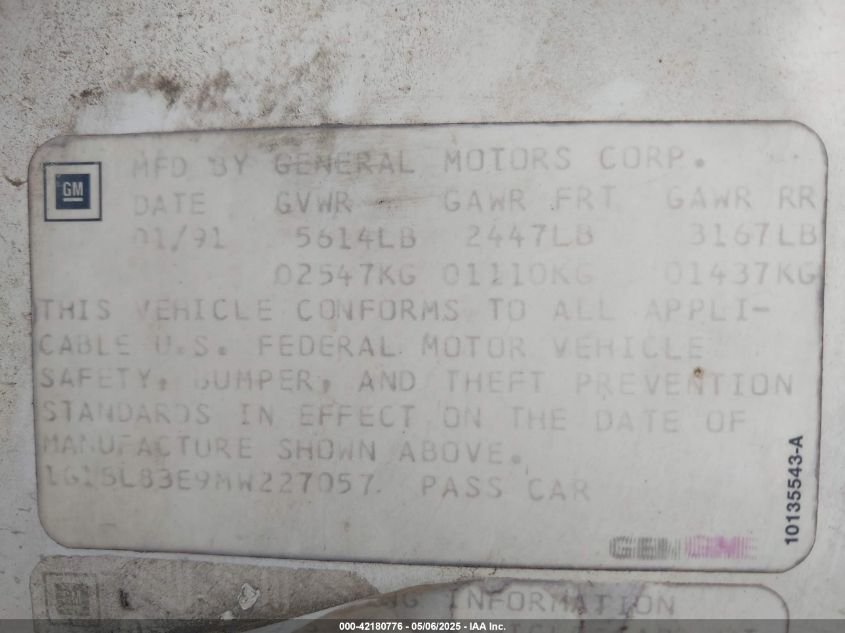 GM
MFD BY GENERAL MOTORS CORP.
DATE GVWR GAWR FRT GAWR RR
01/91 5614LB 2447LB 3167LB
02547KG 01110KG 01437KG
THIS VEHICLE CONFORMS TO ALL APPLI-
CABLE U.S. FEDERAL MOTOR VEHICLE
SAFETY, BUMPER, AND THEFT PREVENTION
STANDARDS IN EFFECT ON THE DATE OF
MANUFACTURE SHOWN ABOVE.
1G1BL83E9MW227057 PASS CAR
10135543-A
GM
INFORMATION
000-42180776 - 05/06/2025 - IAA Inc.